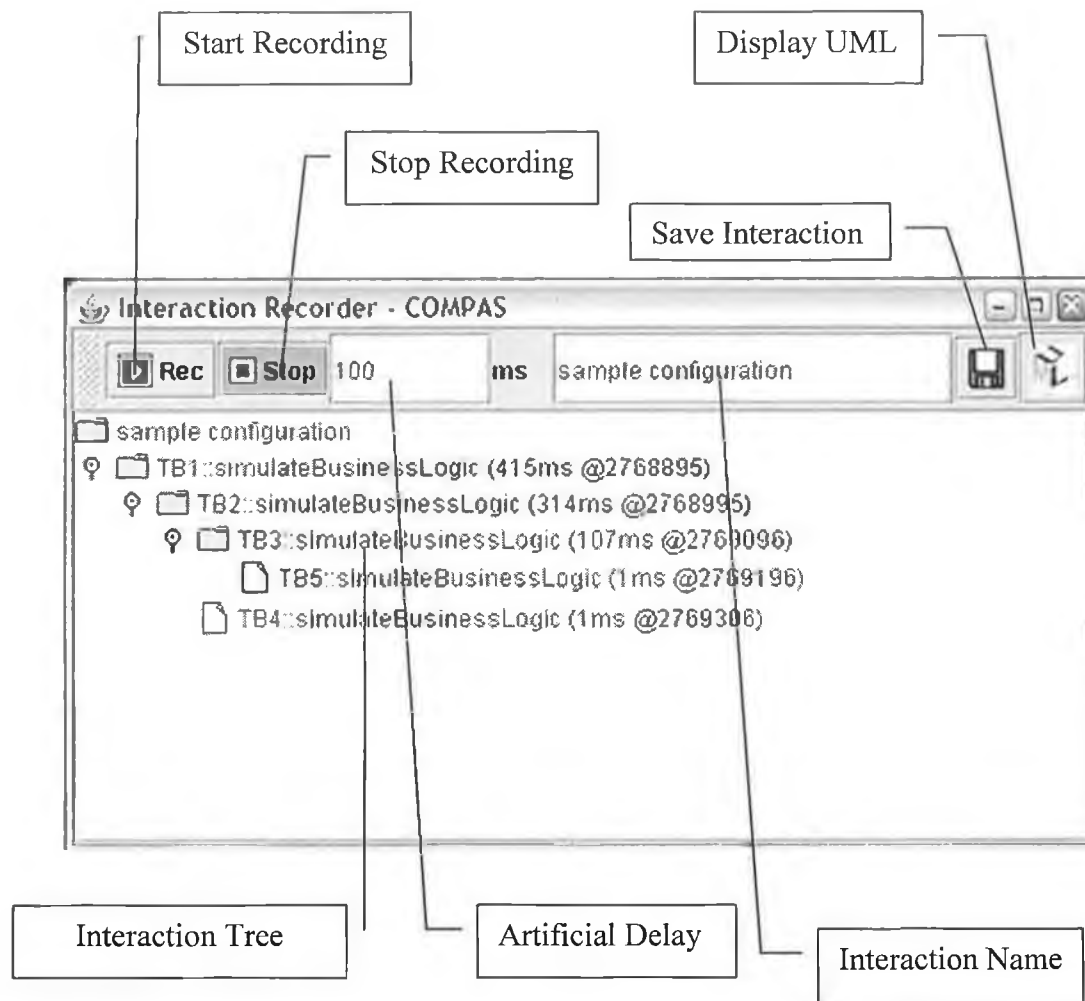 Start Recording
Display UML
Stop Recording
Save Interaction
Interaction Recorder - COMPAS
Rec Stop 100 ms sample configuration
sample configuration
TB1::simulateBusinessLogic (415ms @2768895)
TB2::simulateBusinessLogic (314ms @2768995)
TB3::simulateBusinessLogic (107ms @2769096)
TB5::simulateBusinessLogic (1ms @2769196)
TB4::simulateBusinessLogic (1ms @2769306)
Interaction Tree
Artificial Delay
Interaction Name